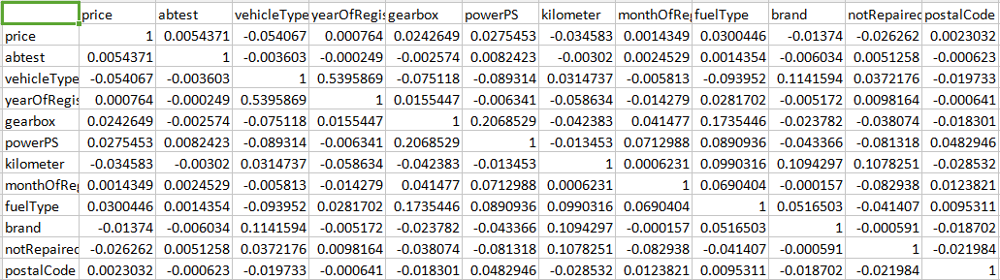 price abtest vehicleType yearOfRegis gearbox powerPS kilometer monthOfReg fuelType brand notRepaired postalCode
price 1 0.0054371 -0.054067 0.000764 0.0242649 0.0275453 -0.034583 0.0014349 0.0300446 -0.01374 -0.026262 0.0023032
abtest 0.0054371 1 -0.003603 -0.000249 -0.002574 0.0082423 -0.00302 0.0024529 0.0014354 -0.006034 0.0051258 -0.000623
vehicleType -0.054067 -0.003603 1 0.5395869 -0.075118 -0.089314 0.0314737 -0.005813 -0.093952 0.1141594 0.0372176 -0.019733
yearOfRegis 0.000764 -0.000249 0.5395869 1 0.0155447 -0.006341 -0.058634 -0.014279 0.0281702 -0.005172 0.0098164 -0.000641
gearbox 0.0242649 -0.002574 -0.075118 0.0155447 1 0.2068529 -0.042383 0.041477 0.1735446 -0.023782 -0.038074 -0.018301
powerPS 0.0275453 0.0082423 -0.089314 -0.006341 0.2068529 1 -0.013453 0.0712988 0.0890936 -0.043366 -0.081318 0.0482946
kilometer -0.034583 -0.00302 0.0314737 -0.058634 -0.042383 -0.013453 1 0.0006231 0.0990316 0.1094297 0.1078251 -0.028532
monthOfReg 0.0014349 0.0024529 -0.005813 -0.014279 0.041477 0.0712988 0.0006231 1 0.0690404 -0.000157 -0.082938 0.0123821
fuelType 0.0300446 0.0014354 -0.093952 0.0281702 0.1735446 0.0890936 0.0990316 0.0690404 1 0.0516503 -0.041407 0.0095311
brand -0.01374 -0.006034 0.1141594 -0.005172 -0.023782 -0.043366 0.1094297 -0.000157 0.0516503 1 -0.000591 -0.018702
notRepaired -0.026262 0.0051258 0.0372176 0.0098164 -0.038074 -0.081318 0.1078251 -0.082938 -0.041407 -0.000591 1 -0.021984
postalCode 0.0023032 -0.000623 -0.019733 -0.000641 -0.018301 0.0482946 -0.028532 0.0123821 0.0095311 -0.018702 -0.021984 1